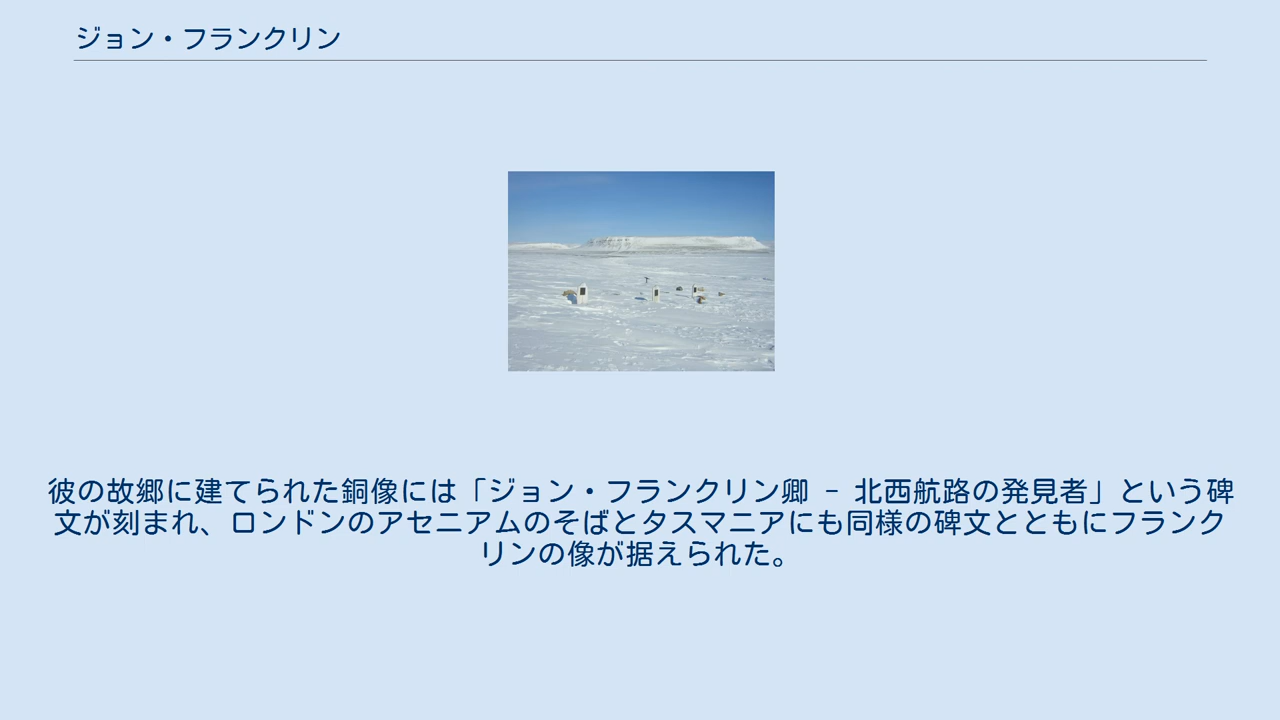 ジョン・フランクリン
彼の故郷に建てられた銅像には「ジョン・フランクリン卿 - 北西航路の発見者」という碑
文が刻まれ、ロンドンのアセニアムのそばとタスマニアにも同様の碑文とともにフランク
リンの像が据えられた。